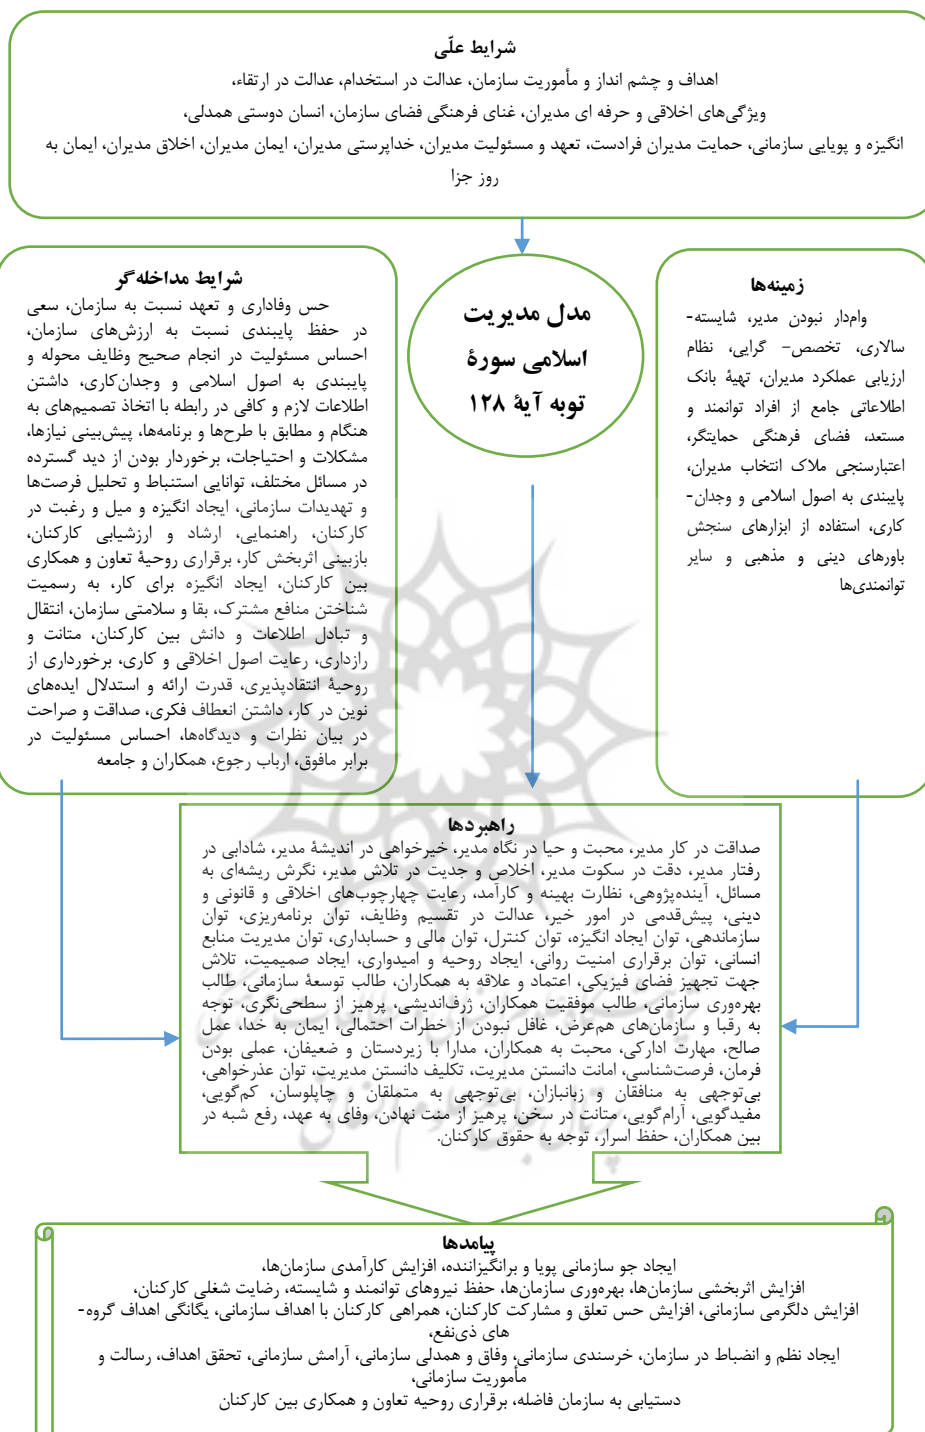 شرایط علّی
اهداف و چشم انداز و مأموریت سازمان، عدالت در استخدام، عدالت در ارتقاء،
ویژگی‌های اخلاقی و حرفه ای مدیران، غنای فرهنگی فضای سازمان، انسان دوستی همدلی،
انگیزه و پویایی سازمانی، حمایت مدیران فرادست، تعهد و مسئولیت مدیران، خداپرستی مدیران، ایمان مدیران، اخلاق مدیران، ایمان به
روز جزا
زمینه‌ها
وام‌دار نبودن مدیر، شایسته-
سالاری، تخصص– گرایی، نظام
ارزیابی عملکرد مدیران، تهیۀ بانک
اطلاعاتی جامع از افراد توانمند و
مستعد، فضای فرهنگی حمایتگر،
اعتبارسنجی ملاک انتخاب مدیران،
پایبندی به اصول اسلامی و وجدان-
کاری، استفاده از ابزارهای سنجش
باورهای دینی و مذهبی و سایر
توانمندی‌ها
مدل مدیریت
اسلامی سورۀ
توبه آیۀ ۱۲۸
شرایط مداخله‌گر
حس وفاداری و تعهد نسبت به سازمان، سعی
در حفظ پایبندی نسبت به ارزش‌های سازمان،
احساس مسئولیت در انجام صحیح وظایف محوله و
پایبندی به اصول اسلامی و وجدان‌کاری، داشتن
اطلاعات لازم و کافی در رابطه با اتخاذ تصمیم‌های به
هنگام و مطابق با طرح‌ها و برنامه‌ها، پیش‌بینی نیازها،
مشکلات و احتیاجات، برخوردار بودن از دید گسترده
در مسائل مختلف، توانایی استنباط و تحلیل فرصت‌ها
و تهدیدات سازمانی، ایجاد انگیزه و میل و رغبت در
کارکنان، راهنمایی، ارشاد و ارزشیابی کارکنان،
بازبینی اثربخش کار، برقراری روحیۀ تعاون و همکاری
بین کارکنان، ایجاد انگیزه برای کار، به رسمیت
شناختن منافع مشترک، بقا و سلامتی سازمان، انتقال
و تبادل اطلاعات و دانش بین کارکنان، متانت و
رازداری، رعایت اصول اخلاقی و کاری، برخورداری از
روحیۀ انتقادپذیری، قدرت ارائه و استدلال ایده‌های
نوین در کار، داشتن انعطاف فکری، صداقت و صراحت
در بیان نظرات و دیدگاه‌ها، احساس مسئولیت در
برابر مافوق، ارباب رجوع، همکاران و جامعه
راهبردها
صداقت در کار مدیر، محبت و حیا در نگاه مدیر، خیرخواهی در اندیشۀ مدیر، شادابی در
رفتار مدیر، دقت در سکوت مدیر، اخلاص و جدیت در تلاش مدیر، نگرش ریشه‌ای به
مسائل، آینده‌پژوهی، نظارت بهینه و کارآمد، رعایت چهارچوب‌های اخلاقی و قانونی و
دینی، پیش‌قدمی در امور خیر، عدالت در تقسیم وظایف، توان برنامه‌ریزی، توان
سازماندهی، توان ایجاد انگیزه، توان کنترل، توان مالی و حسابداری، توان مدیریت منابع
انسانی، توان برقراری امنیت روانی، ایجاد روحیه و امیدواری، ایجاد صمیمیت، تلاش
جهت تجهیز فضای فیزیکی، اعتماد و علاقه به همکاران، طالب توسعۀ سازمانی، طالب
بهره‌وری سازمانی، طالب موفقیت همکاران، ژرف‌اندیشی، پرهیز از سطحی‌نگری، توجه
به رقبا و سازمان‌های هم‌عرض، غافل نبودن از خطرات احتمالی، ایمان به خدا، عمل
صالح، مهارت ادارکی، محبت به همکاران، مدارا با زیردستان و ضعیفان، عملی بودن
فرمان، فرصت‌شناسی، امانت دانستن مدیریت، تکلیف دانستن مدیریت، توان عذرخواهی،
بی‌توجهی به منافقان و زبانبازان، بی‌توجهی به متملقان و چاپلوسان، کم‌گویی،
مفیدگویی، آرام‌گویی، متانت در سخن، پرهیز از منت نهادن، وفای به عهد، رفع شبه در
بین همکاران، حفظ اسرار، توجه به حقوق کارکنان.
پیامدها
ایجاد جو سازمانی پویا و برانگیزاننده، افزایش کارآمدی سازمان‌ها،
افزایش اثربخشی سازمان‌ها، بهره‌وری سازمان‌ها، حفظ نیروهای توانمند و شایسته، رضایت شغلی کارکنان،
افزایش دلگرمی سازمانی، افزایش حس تعلق و مشارکت کارکنان، همراهی کارکنان با اهداف سازمانی، یگانگی اهداف گروه-
های ذی‌نفع،
ایجاد نظم و انضباط در سازمان، خرسندی سازمانی، وفاق و همدلی سازمانی، آرامش سازمانی، تحقق اهداف، رسالت و
مأموریت سازمانی،
دستیابی به سازمان فاضله، برقراری روحیه تعاون و همکاری بین کارکنان